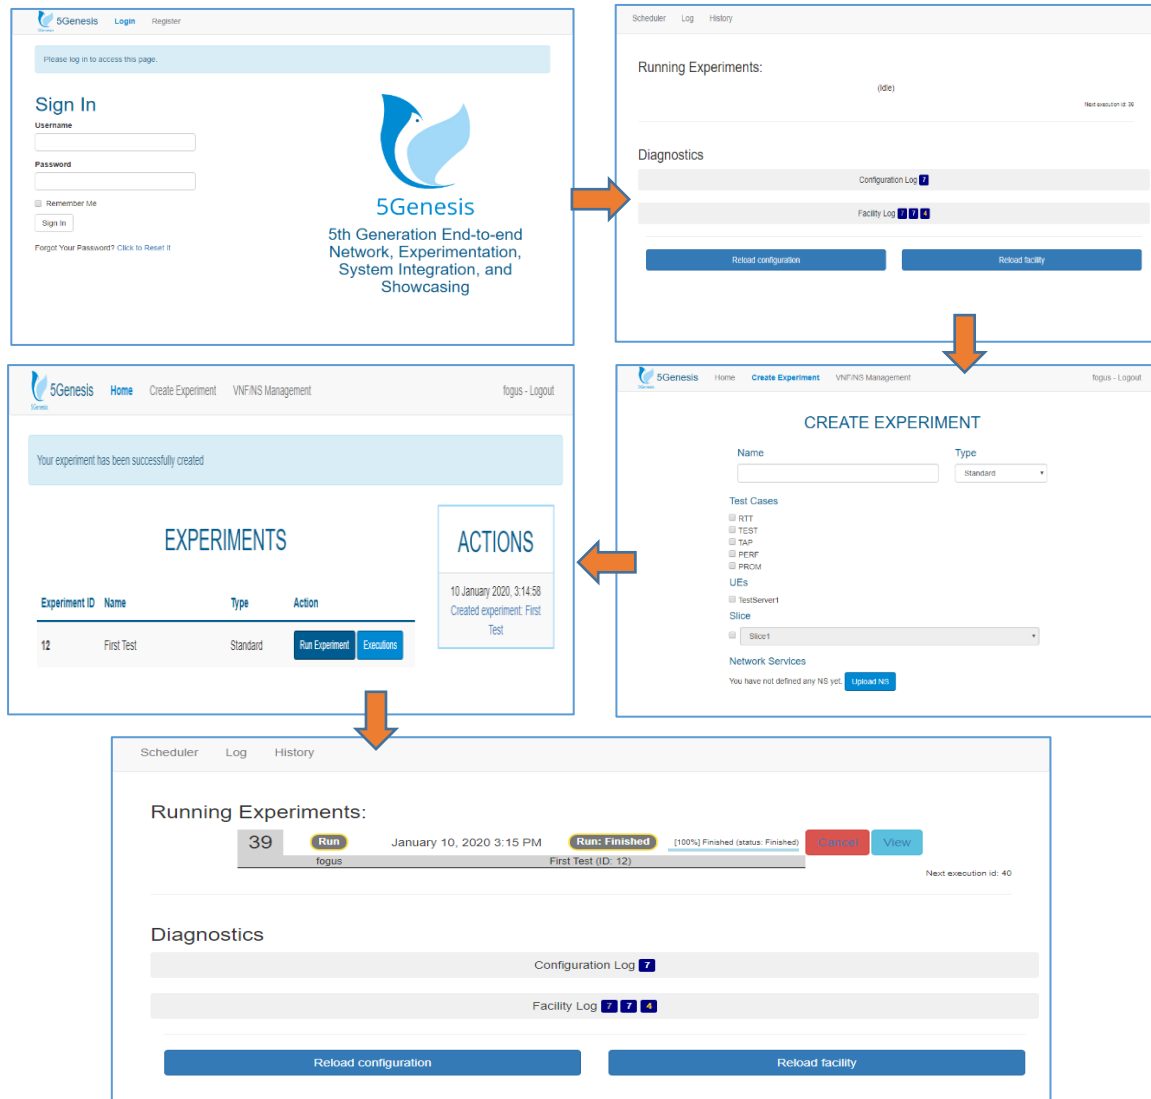 5Genesis Login Register
5Genesis
Please log in to access this page.
Sign In
Username
Password
Remember Me
Sign In
Forgot Your Password? Click to Reset It
5Genesis
5th Generation End-to-end
Network, Experimentation,
System Integration, and
Showcasing
Scheduler Log History
Running Experiments:
(Idle)
Next execution id: 39
Diagnostics
Configuration Log 7
Facility Log 7 7 4
Reload configuration Reload facility
5Genesis Home Create Experiment VNF/NS Management fogus - Logout
5Genesis
CREATE EXPERIMENT
Name Type
Standard
Test Cases
RTT
TEST
TAP
PERF
PROM
UEs
TestServer1
Slice
Slice1
Network Services
You have not defined any NS yet. Upload NS
5Genesis Home Create Experiment VNF/NS Management fogus - Logout
5Genesis
Your experiment has been successfully created
EXPERIMENTS
Experiment ID Name Type Action
12 First Test Standard Run Experiment Executions
ACTIONS
10 January 2020, 3:14:58
Created experiment: First
Test
Scheduler Log History
Running Experiments:
39 Run January 10, 2020 3:15 PM Run: Finished [100%] Finished (status: Finished) Cancel View
fogus First Test (ID: 12)
Next execution id: 40
Diagnostics
Configuration Log 7
Facility Log 7 7 4
Reload configuration Reload facility